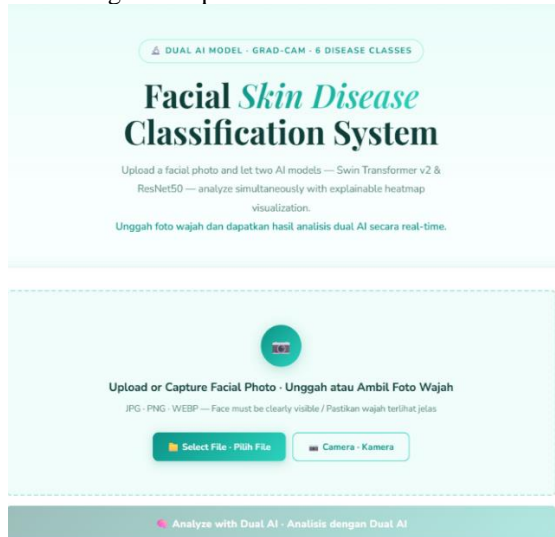 DUAL AI MODEL · GRAD-CAM · 6 DISEASE CLASSES
Facial Skin Disease
Classification System
Upload a facial photo and let two AI models — Swin Transformer v2 &
ResNet50 — analyze simultaneously with explainable heatmap
visualization.
Unggah foto wajah dan dapatkan hasil analisis dual AI secara real-time.
Upload or Capture Facial Photo · Unggah atau Ambil Foto Wajah
JPG · PNG · WEBP — Face must be clearly visible / Pastikan wajah terlihat jelas
Select File · Pilih File
Camera · Kamera
Analyze with Dual AI · Analisis dengan Dual AI